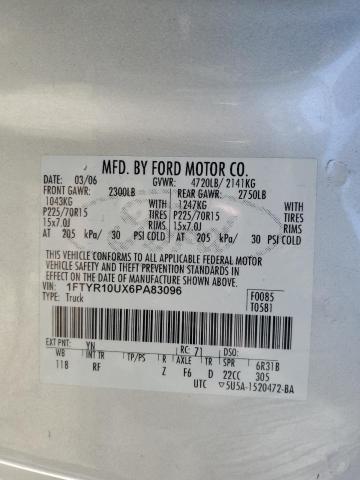 MFD. BY FORD MOTOR CO.
DATE: 03/06 GVWR: 4720LB/ 2141KG
FRONT GAWR: 2300LB REAR GAWR: 2750LB
1043KG WITH 1247KG WITH
P225/70R15 TIRES P225/70R15 TIRES
15x7.0J RIMS 15x7.0J RIMS
AT 205 kPa/ 30 PSI COLD AT 205 kPa/ 30 PSI COLD
THIS VEHICLE CONFORMS TO ALL APPLICABLE FEDERAL MOTOR
VEHICLE SAFETY AND THEFT PREVENTION STANDARDS IN
EFFECT ON THE DATE OF MANUFACTURE SHOWN ABOVE.
VIN: 1FTYR10UX6PA83096 F0085
TYPE: Truck T05B1
EXT PNT: YN RC: 71 DSO:
WB INT TR TP/PS R AXLE TR SPR 6R31B
118 RF Z F6 D 22CC 305
UTC 5U5A-1520472-BA